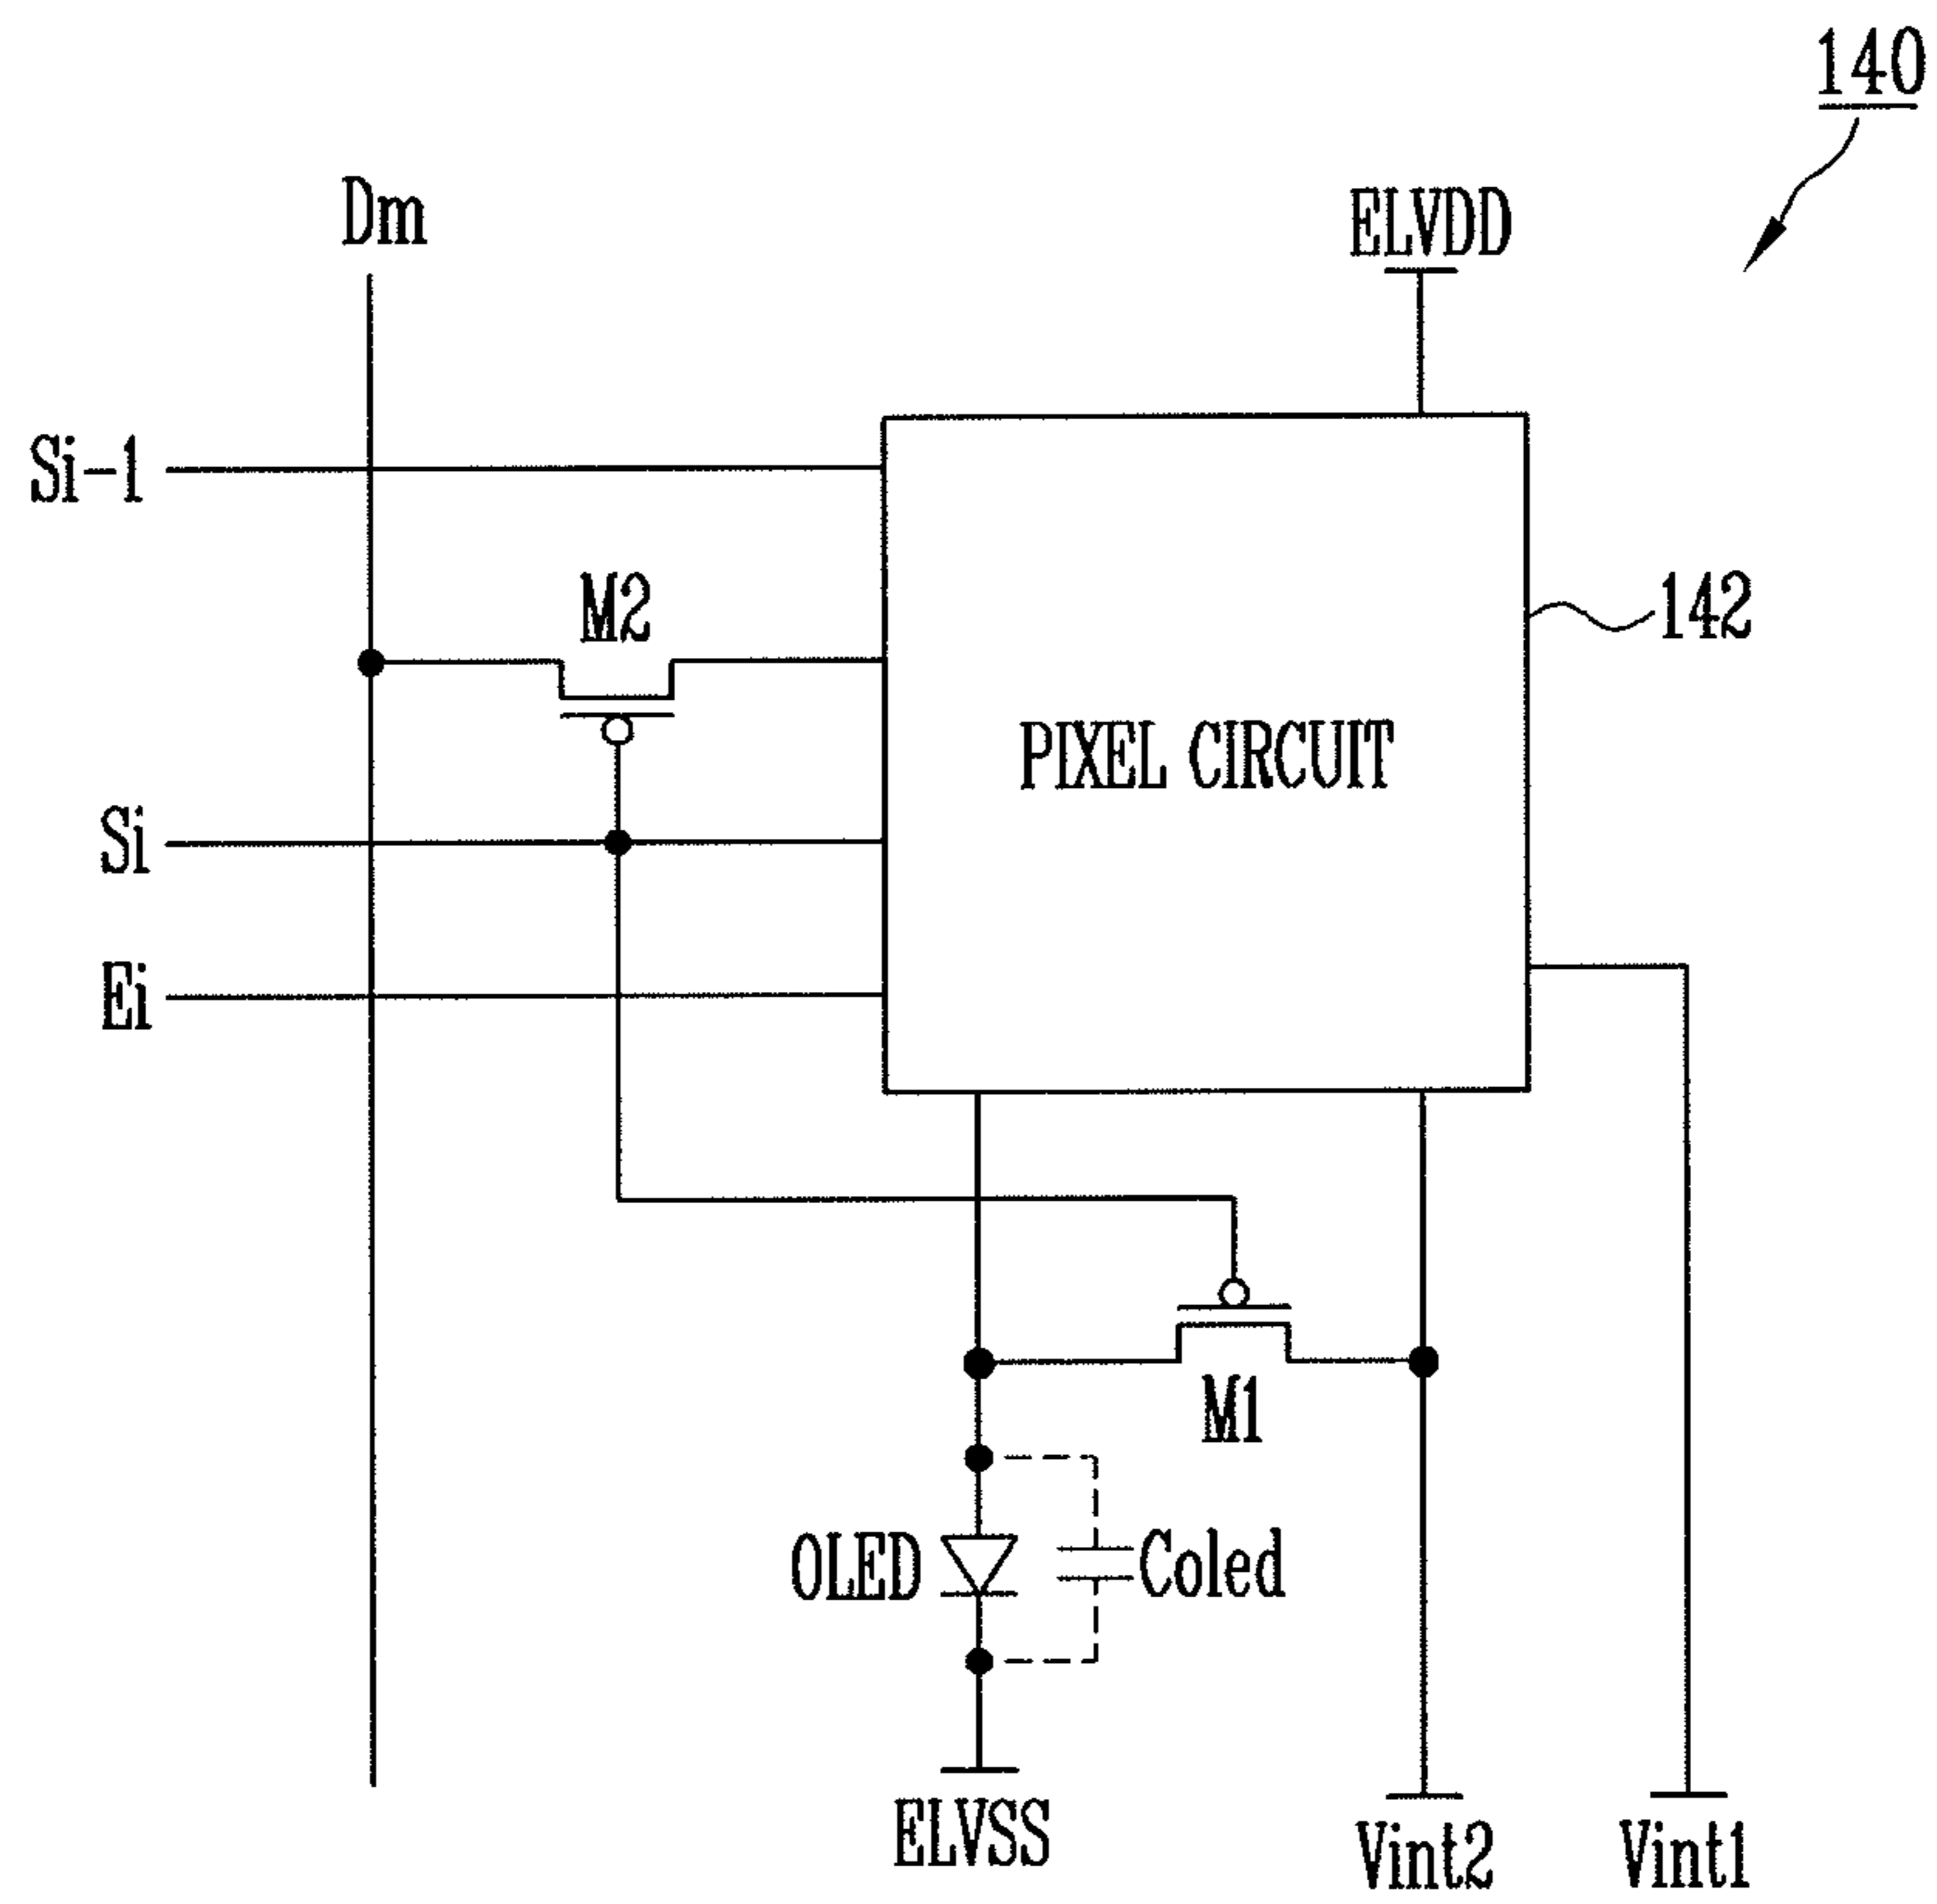 140
Dm
ELVDD
Si-1
M2
142
PIXEL CIRCUIT
Si
Ei
M1
OLED
Coled
ELVSS
Vint2
Vint1